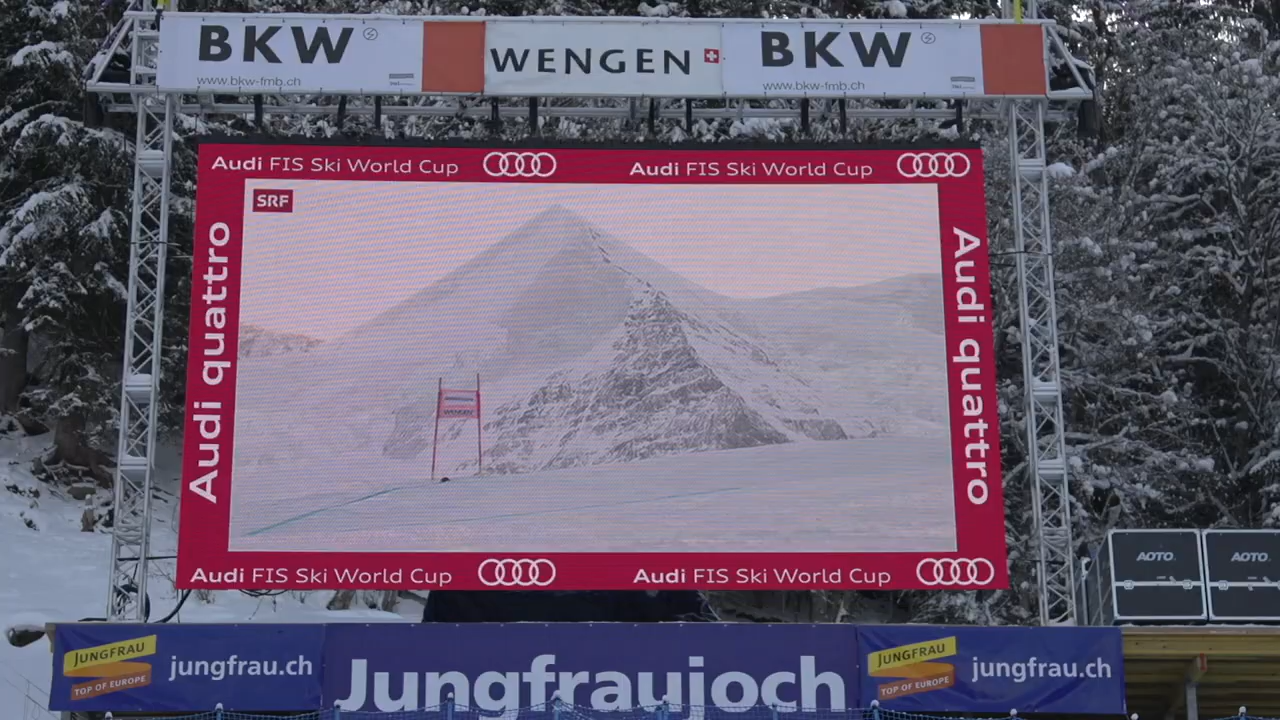 BKW
www.bkw-fmb.ch
WENGEN
BKW
www.bkw-fmb.ch
Audi FIS Ski World Cup
Audi FIS Ski World Cup
SRF
Audi quattro
Audi quattro
WENGEN
Audi FIS Ski World Cup
Audi FIS Ski World Cup
AOTO
AOTO
JUNGFRAU
TOP OF EUROPE
jungfrau.ch
Jungfraujoch
JUNGFRAU
TOP OF EUROPE
jungfrau.ch